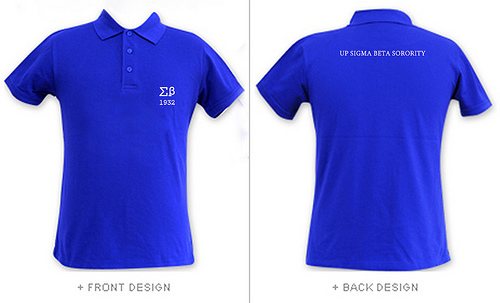 Σβ
1932
UP SIGMA BETA SORORITY
+ FRONT DESIGN
+ BACK DESIGN